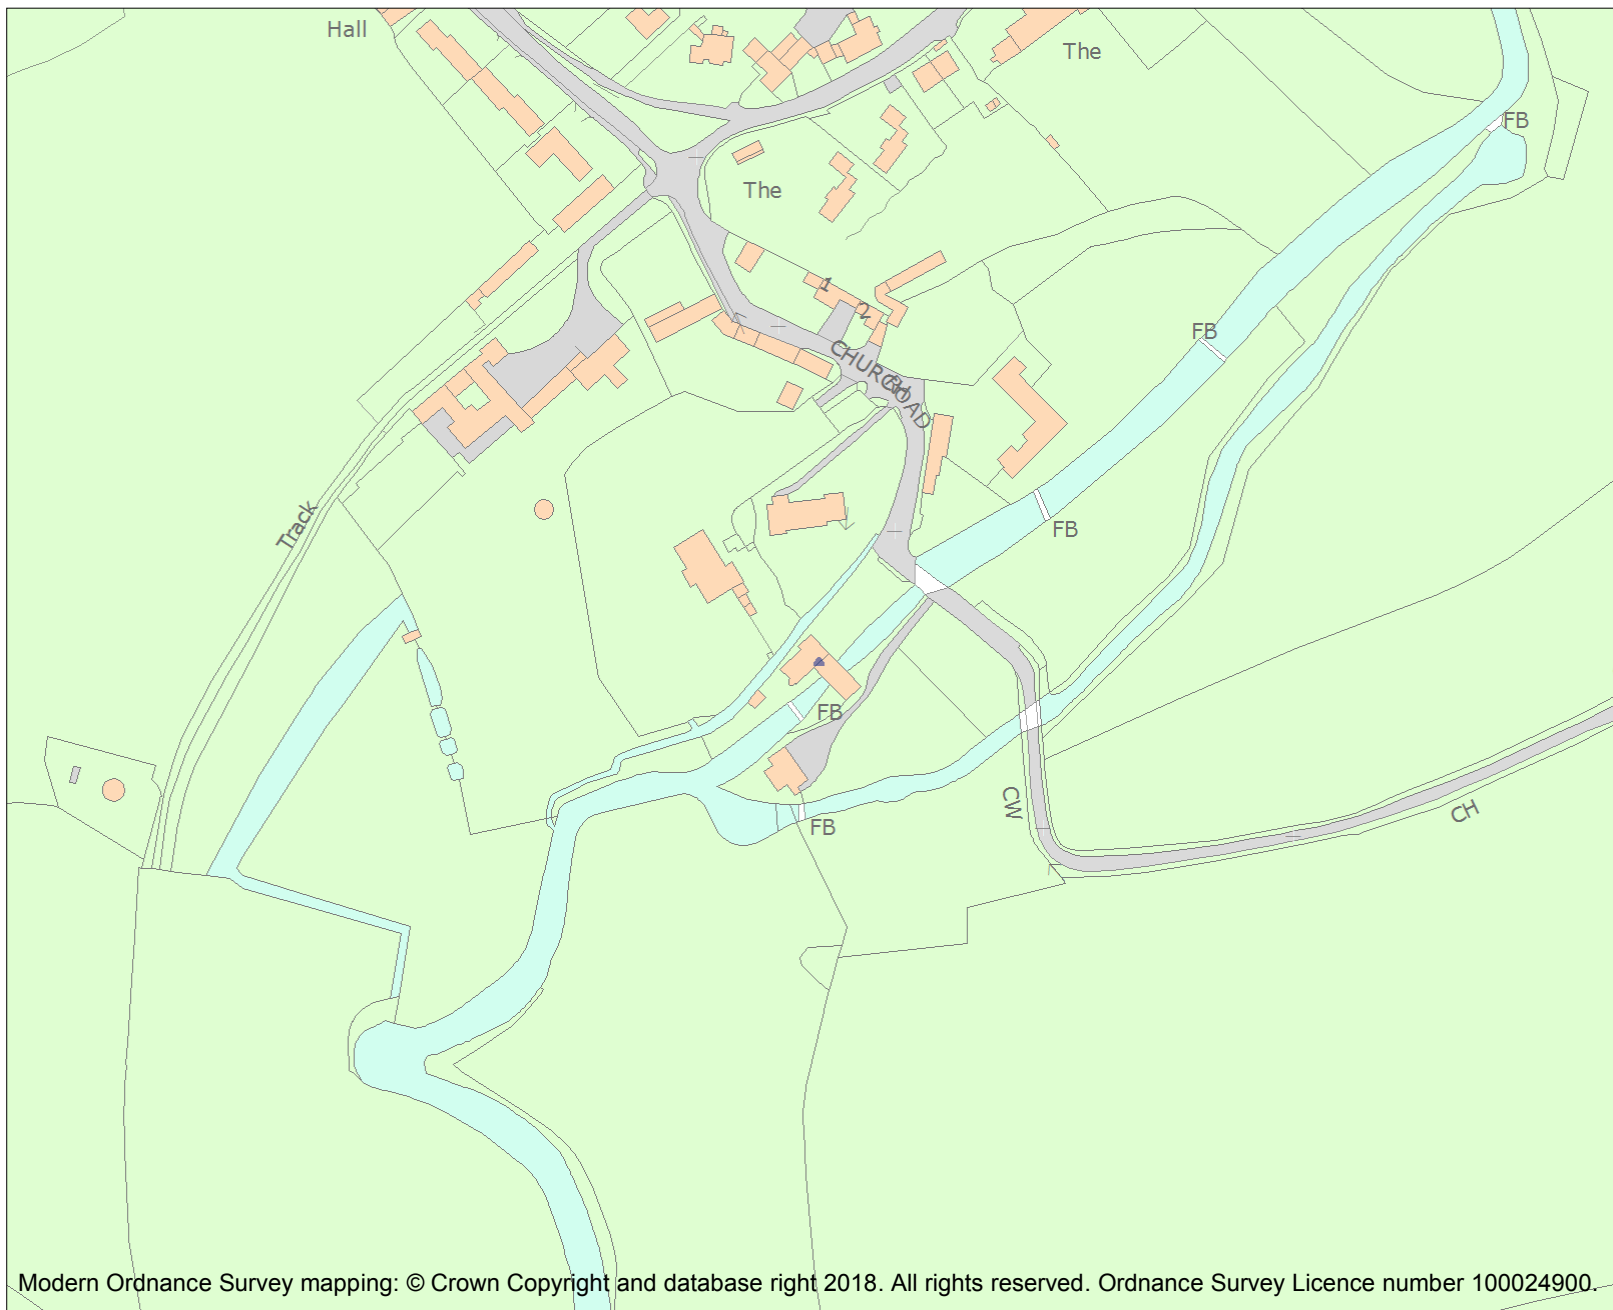 Hall
The
FB
The
1
2
FB
CHURCH ROAD
Track
FB
FB
CW
CH
FB
Modern Ordnance Survey mapping: © Crown Copyright and database right 2018. All rights reserved. Ordnance Survey Licence number 100024900.